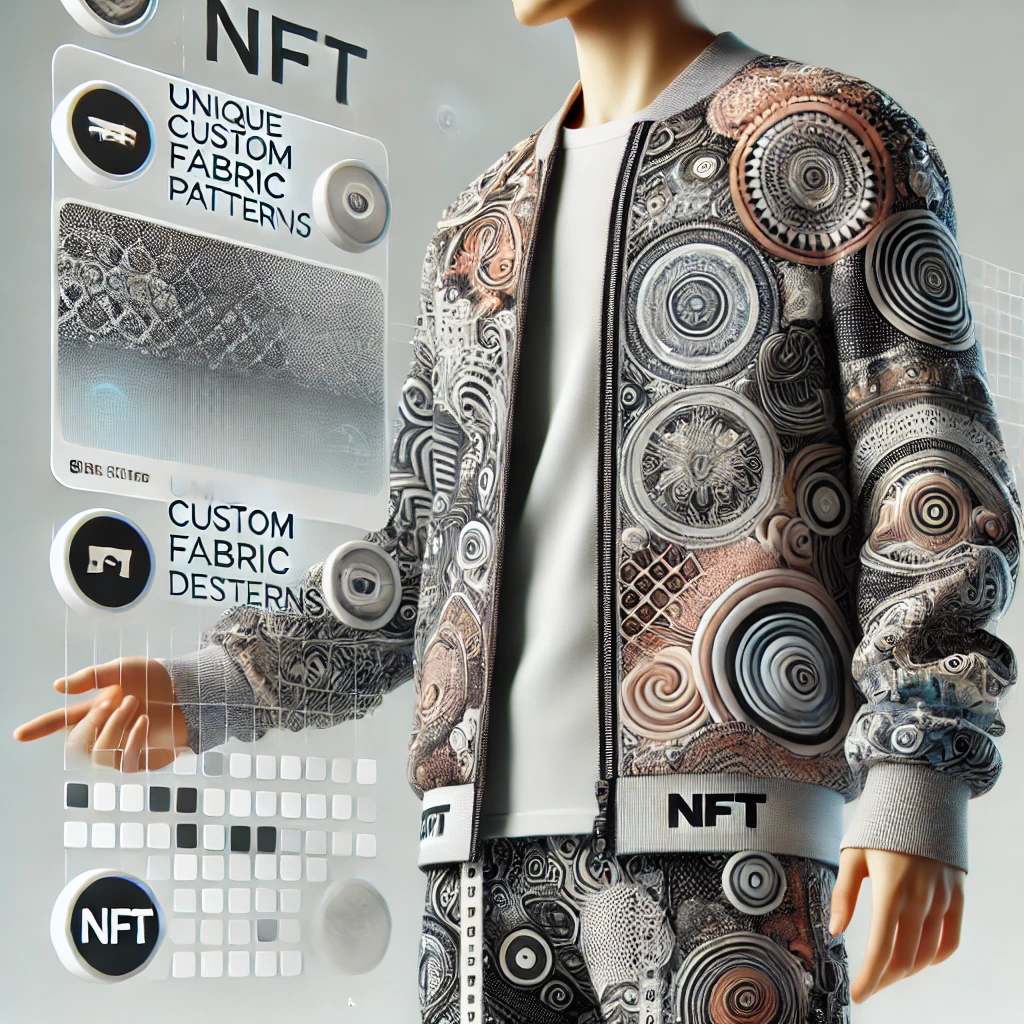 NFT
UNIQUE
CUSTOM
FABRIC
PATTERNS
CUSTOM
FABRIC
DESTERNS
NFT
NFT